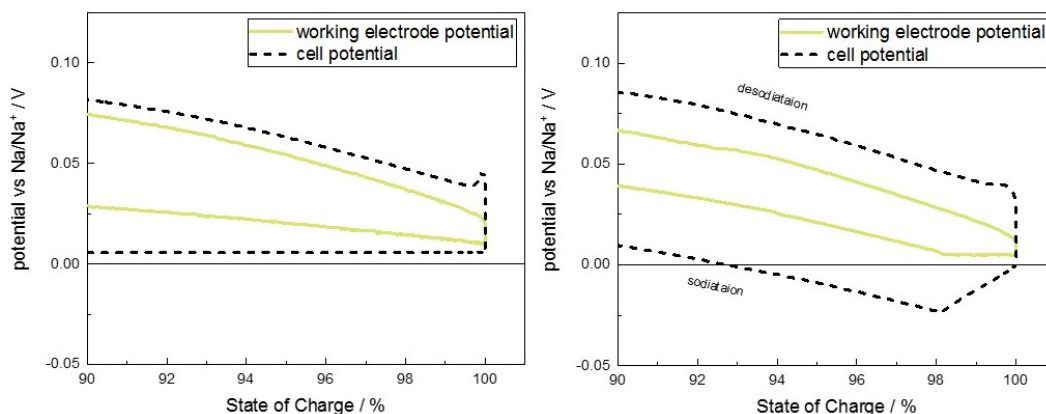 working electrode potential
cell potential
potential vs Na/Na⁺ / V
0.10
0.05
0.00
-0.05
90
92
94
96
98
100
State of Charge / %
working electrode potential
cell potential
desodiataion
sodiataion
potential vs Na/Na⁺ / V
0.10
0.05
0.00
-0.05
90
92
94
96
98
100
State of Charge / %